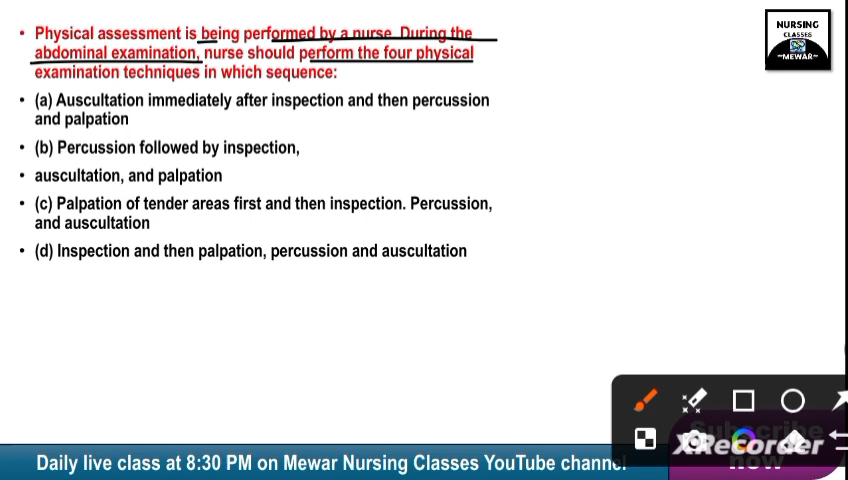 • Physical assessment is being performed by a nurse. During the
abdominal examination, nurse should perform the four physical
examination techniques in which sequence:
• (a) Auscultation immediately after inspection and then percussion
and palpation
• (b) Percussion followed by inspection,
• auscultation, and palpation
• (c) Palpation of tender areas first and then inspection. Percussion,
and auscultation
• (d) Inspection and then palpation, percussion and auscultation
NURSING
CLASSES
~MEWAR~
Subscribe
now
XRecorder
Daily live class at 8:30 PM on Mewar Nursing Classes YouTube channel